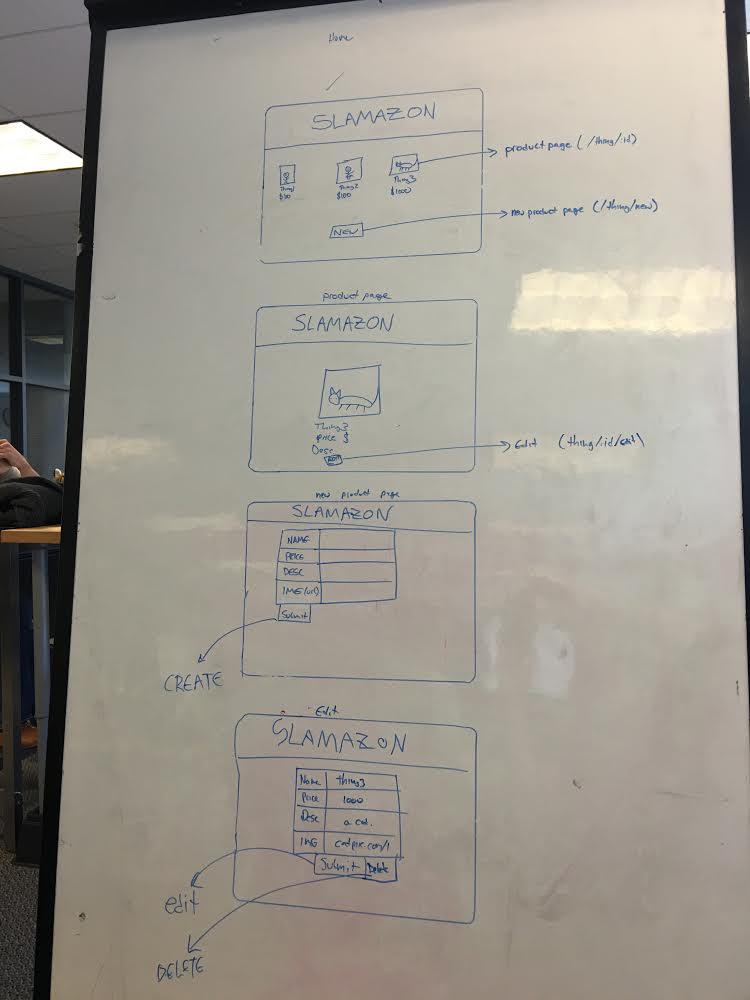 Home
SLAMAZON
Thing1 Thing2 Thing3
$10 $100 $1000
product page (/thing/:id)
NEW
new product page (/thing/new)
product page
SLAMAZON
Thing3
price $
Desc
EDIT
Edit (thing/:id/edit)
new product page
SLAMAZON
NAME
PRICE
DESC
IMG (url)
Submit
CREATE
Edit
SLAMAZON
Name thing3
Price 1000
Desc a cat.
IMG catpix.com/1
Submit Delete
edit
DELETE